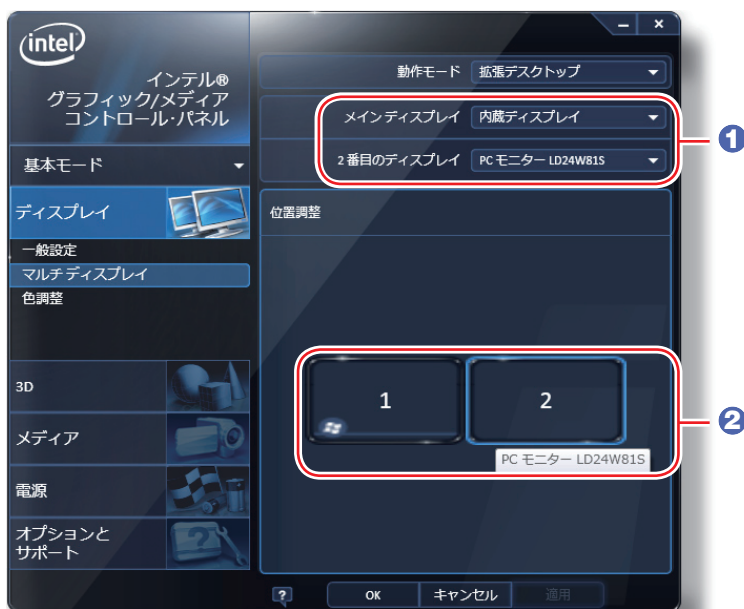 intel
インテル®
グラフィック/メディア
コントロール・パネル
基本モード
ディスプレイ
一般設定
マルチ ディスプレイ
色調整
3D
メディア
電源
オプションと
サポート
動作モード 拡張デスクトップ
メイン ディスプレイ 内蔵ディスプレイ
2 番目のディスプレイ PC モニター LD24W81S
1
位置調整
1
2
PC モニター LD24W81S
2
?
OK キャンセル 適用